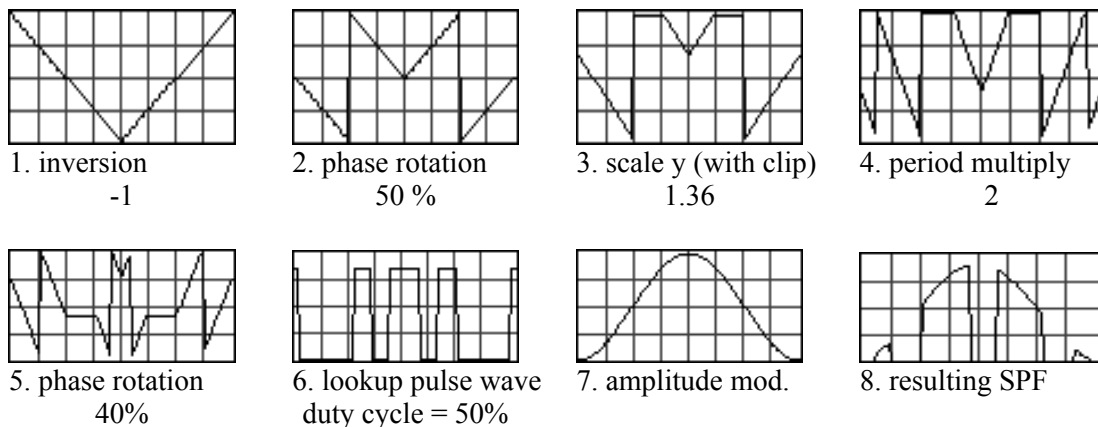 1. inversion
-1
2. phase rotation
50 %
3. scale y (with clip)
1.36
4. period multiply
2
5. phase rotation
40%
6. lookup pulse wave
duty cycle = 50%
7. amplitude mod.
8. resulting SPF